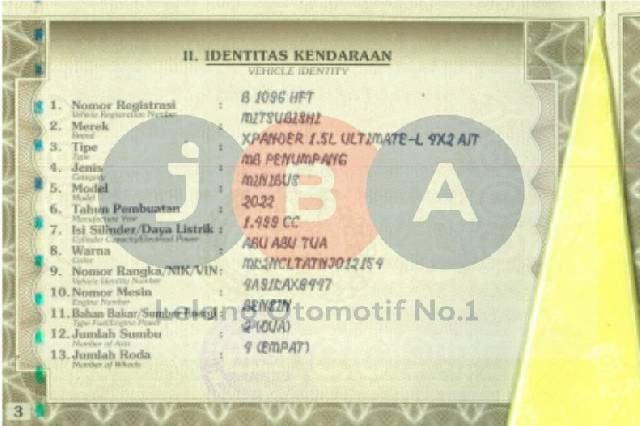 II. IDENTITAS KENDARAAN
VEHICLE IDENTITY
1. Nomor Registrasi : B 1096 HFT
Vehicle Registration Number
2. Merek : MITSUBISHI
Brand
3. Tipe : XPANDER 1.5L ULTIMATE-L 4X2 A/T
Type
4. Jenis : MB PENUMPANG
Category
5. Model : MINIBUS
Model
6. Tahun Pembuatan : 2022
Manufacture Year
7. Isi Silinder/Daya Listrik : 1.499 CC
Cylinder Capacity/Electrical Power
8. Warna : ABU ABU TUA
Color
9. Nomor Rangka/NIK/VIN :
Vehicle Identity Number
10. Nomor Mesin :
Engine Number
11. Bahan Bakar/Sumber Energi : BENSIN
Type Fuel/Engine Power
12. Jumlah Sumbu : 2 (DUA)
Number of Axis
13. Jumlah Roda : 4 (EMPAT)
Number of Wheels
jBA
Lelang Otomotif No.1
3